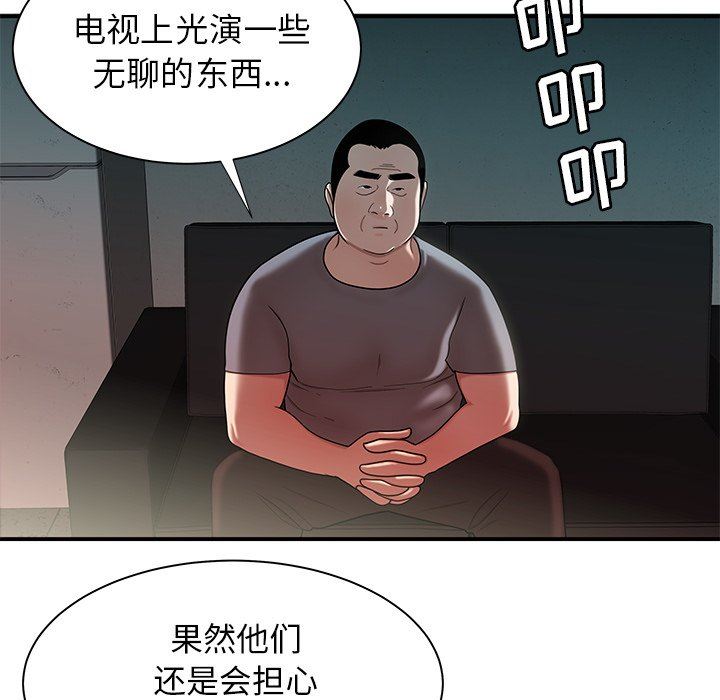 电视上光演一些
无聊的东西...
叩
叩
叩
果然他们
还是会担心